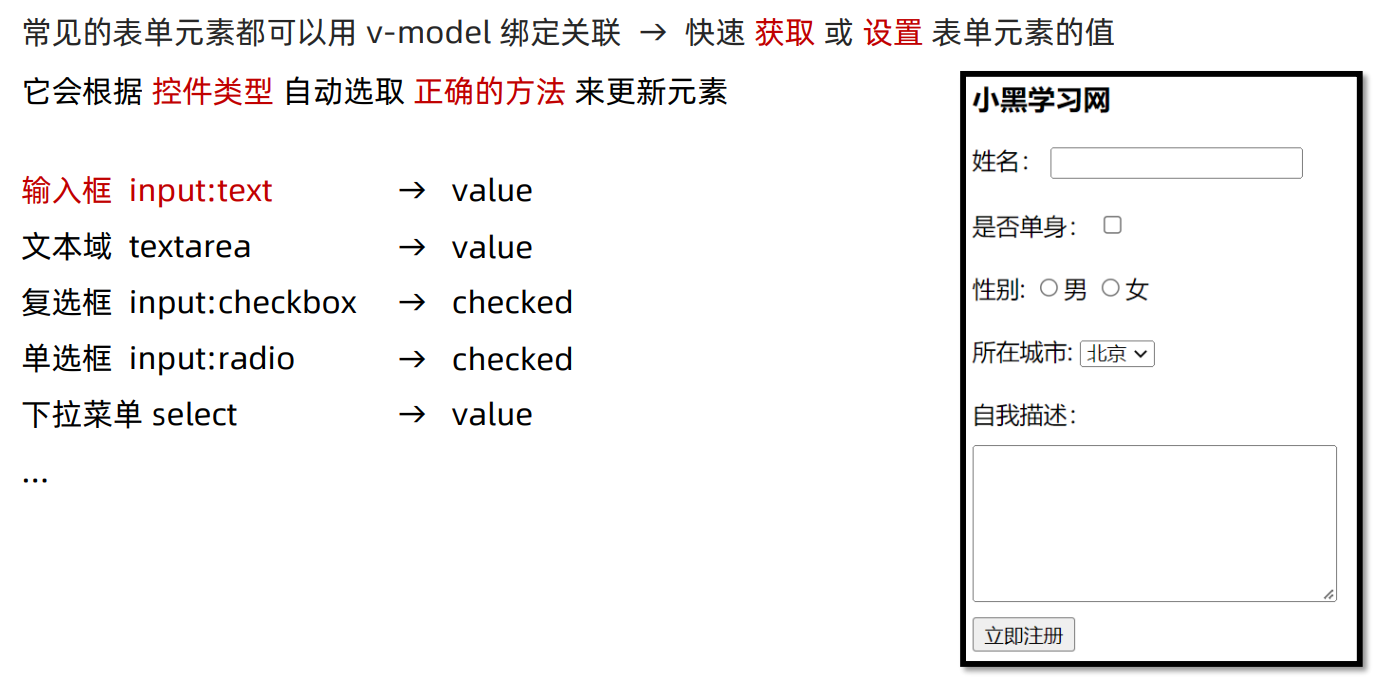 常见的表单元素都可以用 v-model 绑定关联 → 快速 获取 或 设置 表单元素的值
它会根据 控件类型 自动选取 正确的方法 来更新元素
输入框 input:text → value
文本域 textarea → value
复选框 input:checkbox → checked
单选框 input:radio → checked
下拉菜单 select → value
...
小黑学习网
姓名：
是否单身：
性别: 男 女
所在城市: 北京
自我描述：
立即注册